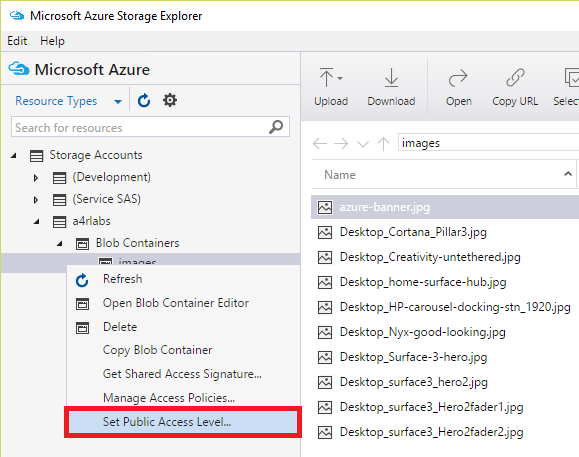 Microsoft Azure Storage Explorer
Edit Help
Microsoft Azure
Resource Types
Search for resources
Storage Accounts
(Development)
(Service SAS)
a4rlabs
Blob Containers
images
Refresh
Open Blob Container Editor
Delete
Copy Blob Container
Get Shared Access Signature...
Manage Access Policies...
Set Public Access Level...
Upload Download Open Copy URL Select
images
Name
azure-banner.jpg
Desktop_Cortana_Pillar3.jpg
Desktop_Creativity-untethered.jpg
Desktop_home-surface-hub.jpg
Desktop_HP-carousel-docking-stn_1920.jpg
Desktop_Nyx-good-looking.jpg
Desktop_Surface-3-hero.jpg
Desktop_surface3_hero2.jpg
Desktop_surface3_Hero2fader1.jpg
Desktop_surface3_Hero2fader2.jpg